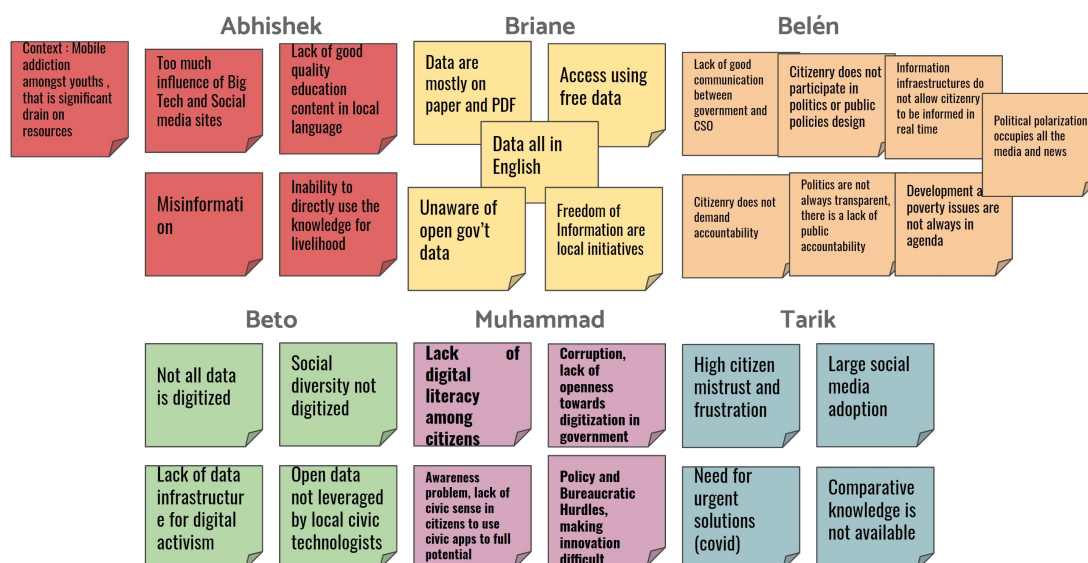 Abhishek
Context : Mobile
addiction
amongst youths ,
that is significant
drain on
resources
Too much
influence of Big
Tech and Social
media sites
Lack of good
quality
education
content in local
language
Misinformati
on
Inability to
directly use the
knowledge for
livelihood
Briane
Data are
mostly on
paper and PDF
Access using
free data
Data all in
English
Unaware of
open gov't
data
Freedom of
Information are
local initiatives
Belén
Lack of good
communication
between
government and
CSO
Citizenry does not
participate in
politics or public
policies design
Information
infrastructures do
not allow citizenry
to be informed in
real time
Political polarization
occupies all the
media and news
Citizenry does not
demand
accountability
Politics are not
always transparent,
there is a lack of
public
accountability
Development a
poverty issues are
not always in
agenda
Beto
Not all data
is digitized
Social
diversity not
digitized
Lack of data
infrastructur
e for digital
activism
Open data
not leveraged
by local civic
technologists
Muhammad
Lack of
digital
literacy
among
citizens
Corruption,
lack of
openness
towards
digitization in
government
Awareness
problem, lack of
civic sense in
citizens to use
civic apps to full
potential
Policy and
Bureaucratic
Hurdles,
making
innovation
difficult
Tarik
High citizen
mistrust and
frustration
Large social
media
adoption
Need for
urgent
solutions
(covid)
Comparative
knowledge is
not available